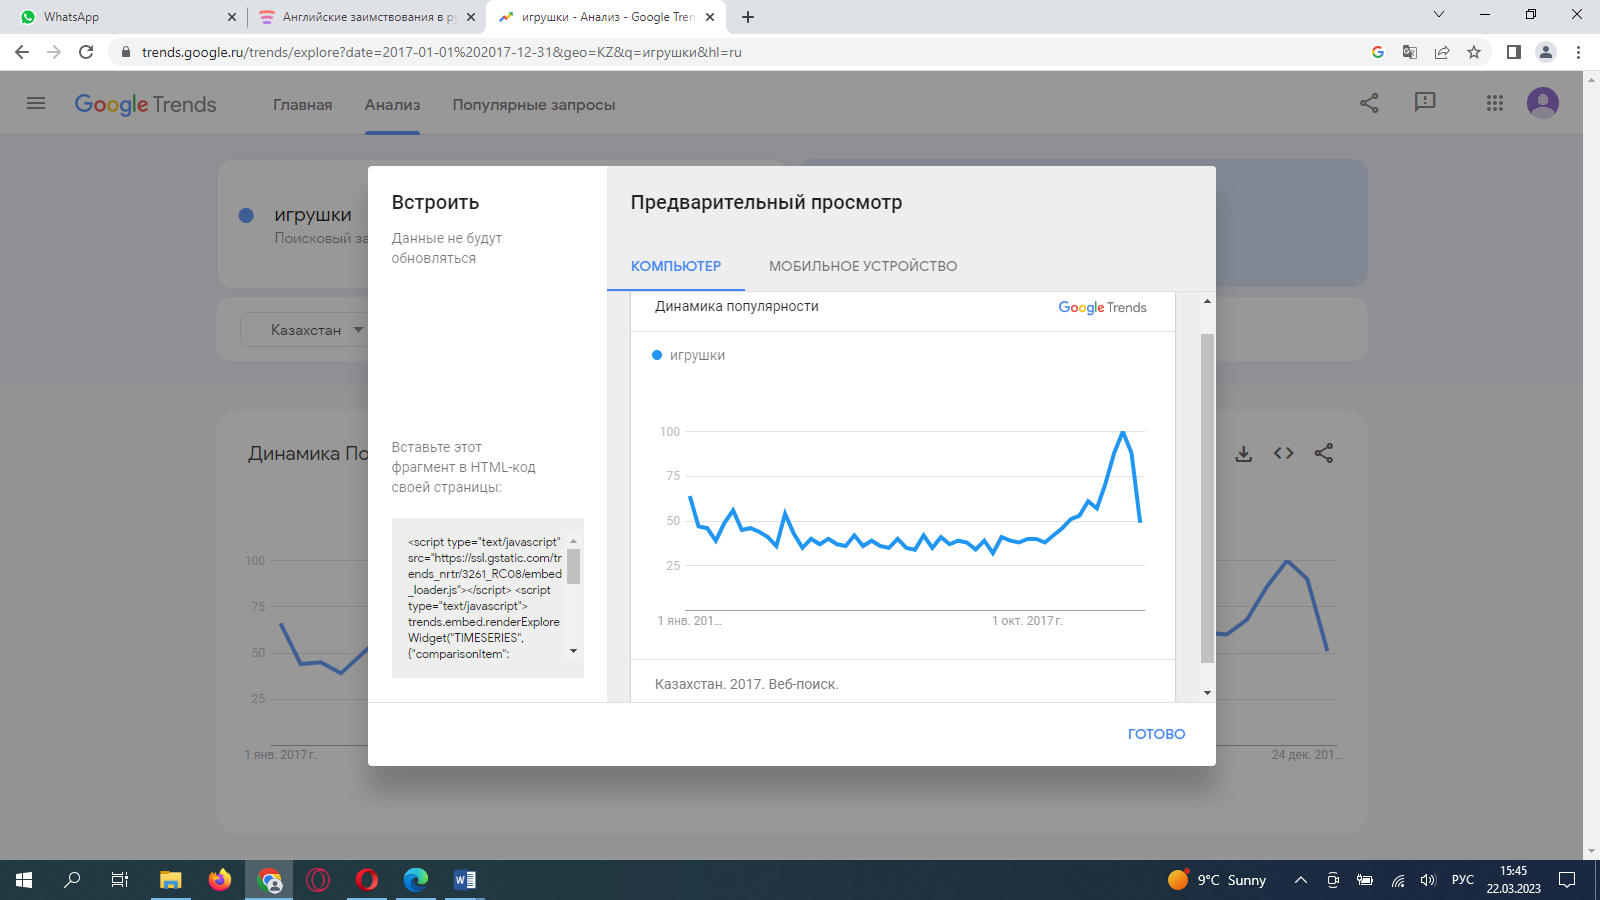 WhatsApp
Английские заимствования в ру
игрушки - Анализ - Google Tren
trends.google.ru/trends/explore?date=2017-01-01%202017-12-31&geo=KZ&q=игрушки&hl=ru
Google Trends
Главная
Анализ
Популярные запросы
игрушки
Поисковый за
Казахстан
Динамика По
100
75
50
25
1 янв. 2017 г.
24 дек. 201...
Встроить
Данные не будут
обновляться
Вставьте этот
фрагмент в HTML-код
своей страницы:
<script type="text/javascript"
src="https://ssl.gstatic.com/tr
ends_nrtr/3261_RC08/embed
_loader.js"></script> <script
type="text/javascript">
trends.embed.renderExplore
Widget("TIMESERIES",
{"comparisonItem":
Предварительный просмотр
КОМПЬЮТЕР
МОБИЛЬНОЕ УСТРОЙСТВО
Динамика популярности
Google Trends
игрушки
100
75
50
25
1 янв. 201...
1 окт. 2017 г.
Казахстан. 2017. Веб-поиск.
ГОТОВО
9°C Sunny
РУС
15:45
22.03.2023